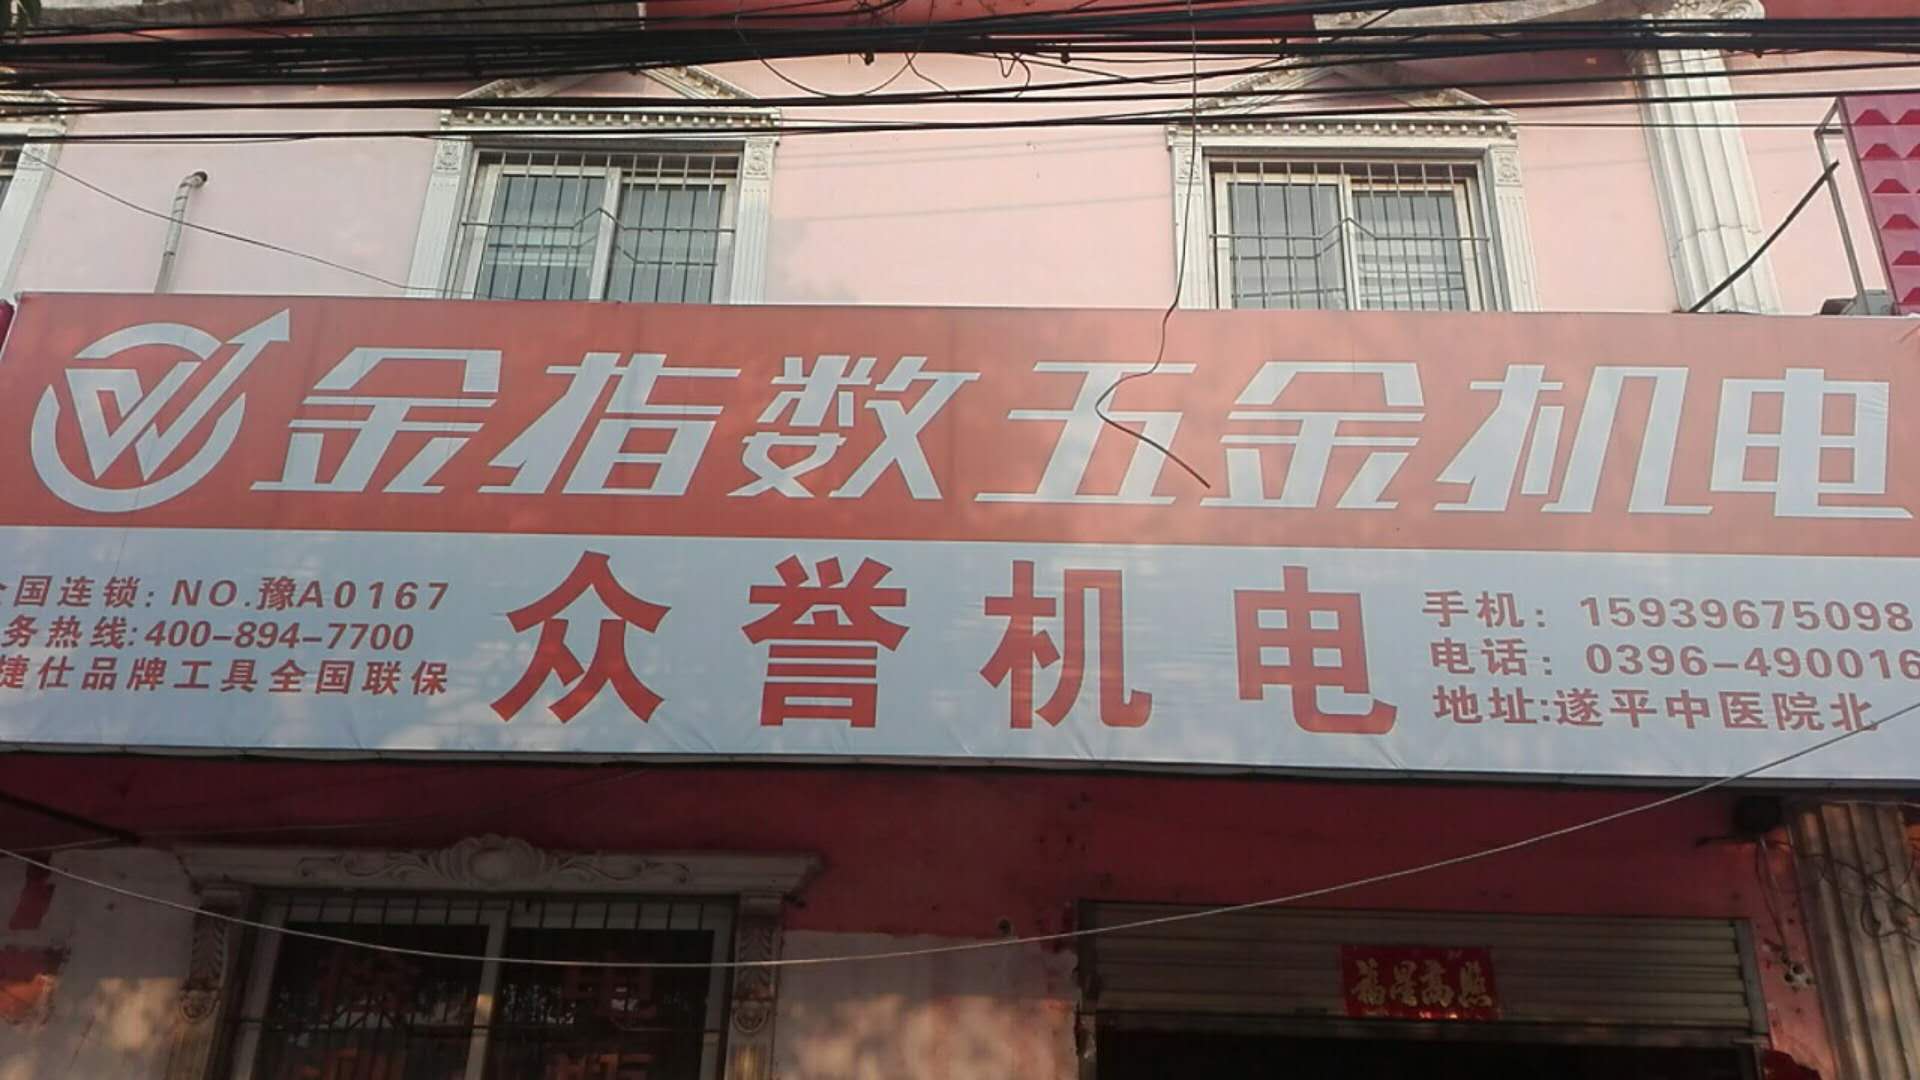 金指数五金机电
全国连锁: NO.豫A0167
务热线:400-894-7700
捷仕品牌工具全国联保
众誉机电
手机: 15939675098
电话: 0396-490016
地址:遂平中医院北
福星高照